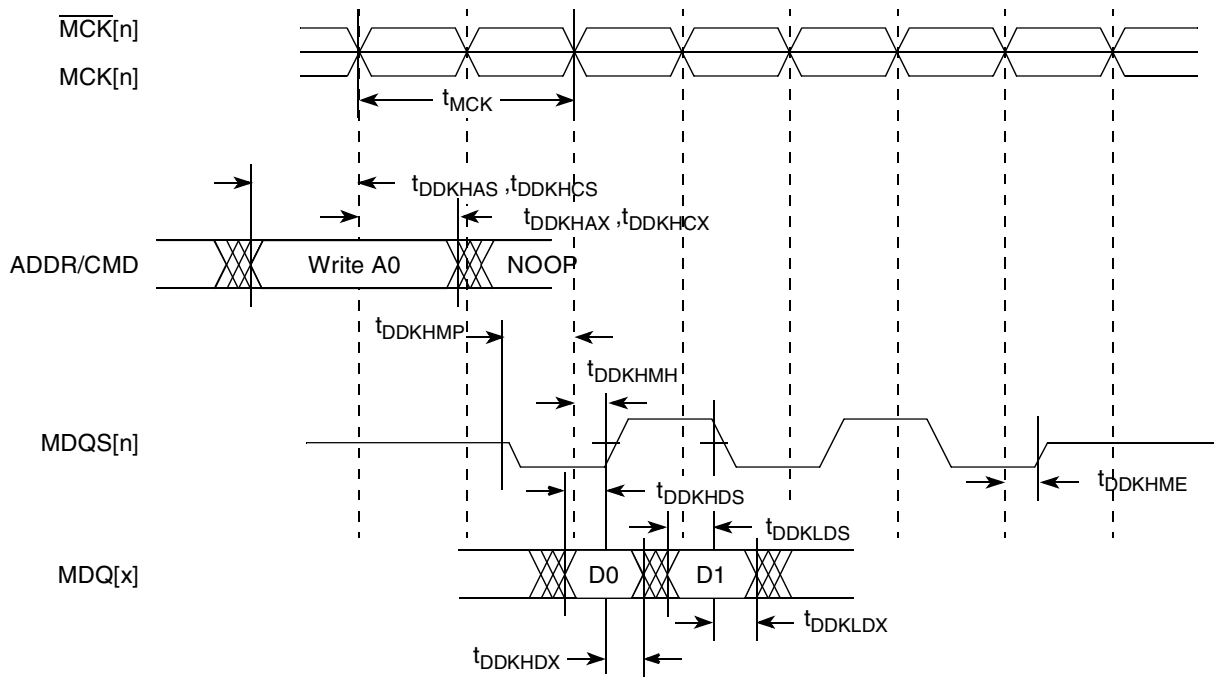 MCK[n]
MCK[n]
tMCK
tDDKHAS ,tDDKHCS
tDDKHAX ,tDDKHCX
ADDR/CMD
Write A0
NOOP
tDDKHMP
tDDKHMH
MDQS[n]
tDDKHME
tDDKHDS
tDDKLDS
MDQ[x]
D0
D1
tDDKLDX
tDDKHDX